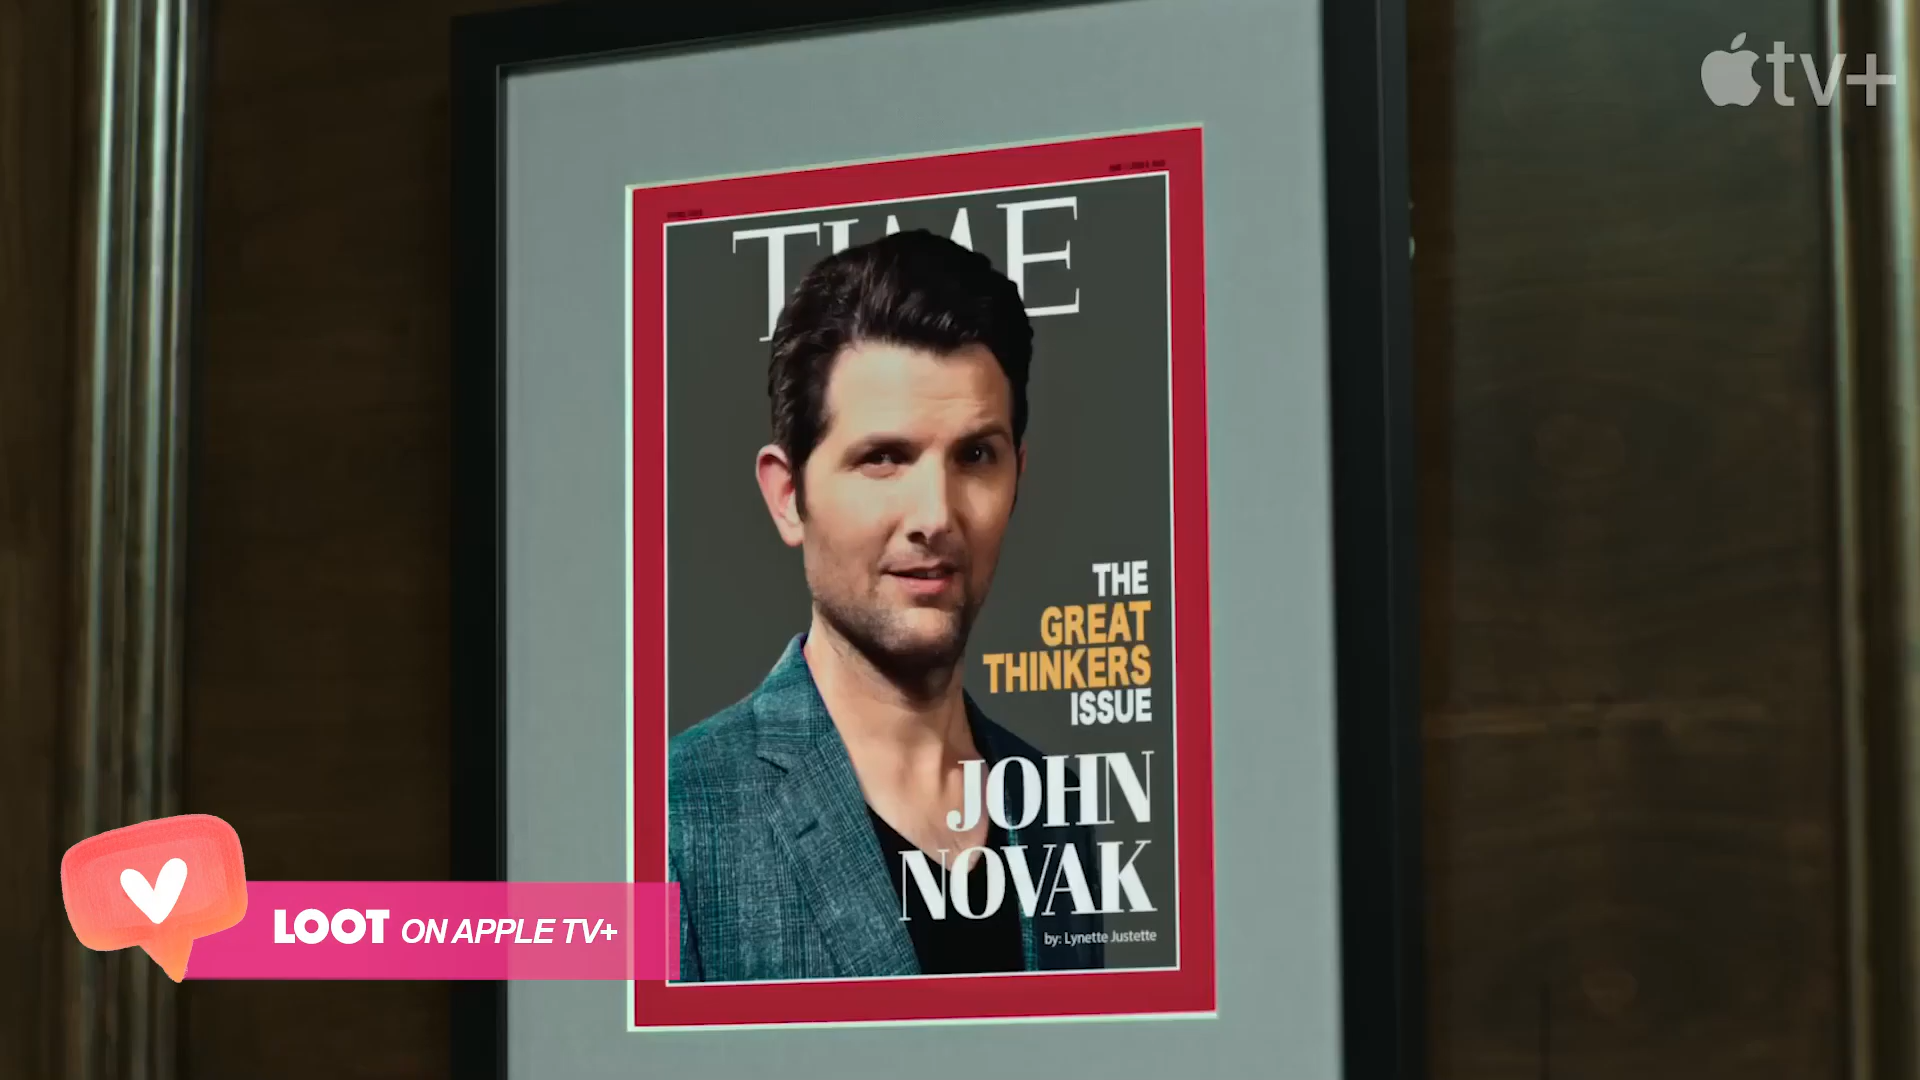 tv+
TIME
THE
GREAT
THINKERS
ISSUE
JOHN
NOVAK
by: Lynette Justette
LOOT ON APPLE TV+